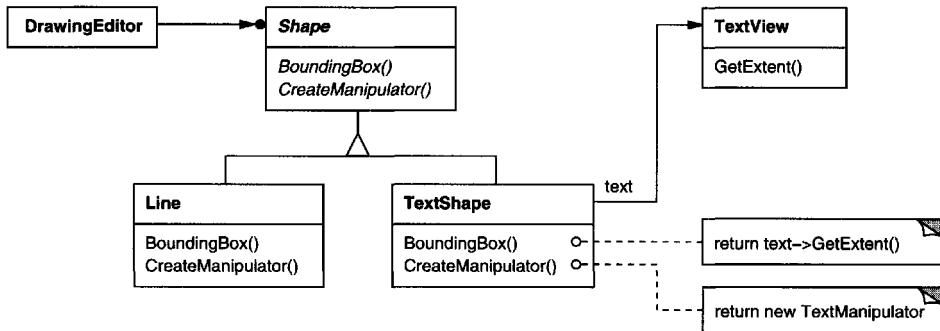 DrawingEditor
Shape
BoundingBox()
CreateManipulator()
TextView
GetExtent()
Line
BoundingBox()
CreateManipulator()
TextShape
BoundingBox()
CreateManipulator()
text
return text->GetExtent()
return new TextManipulator